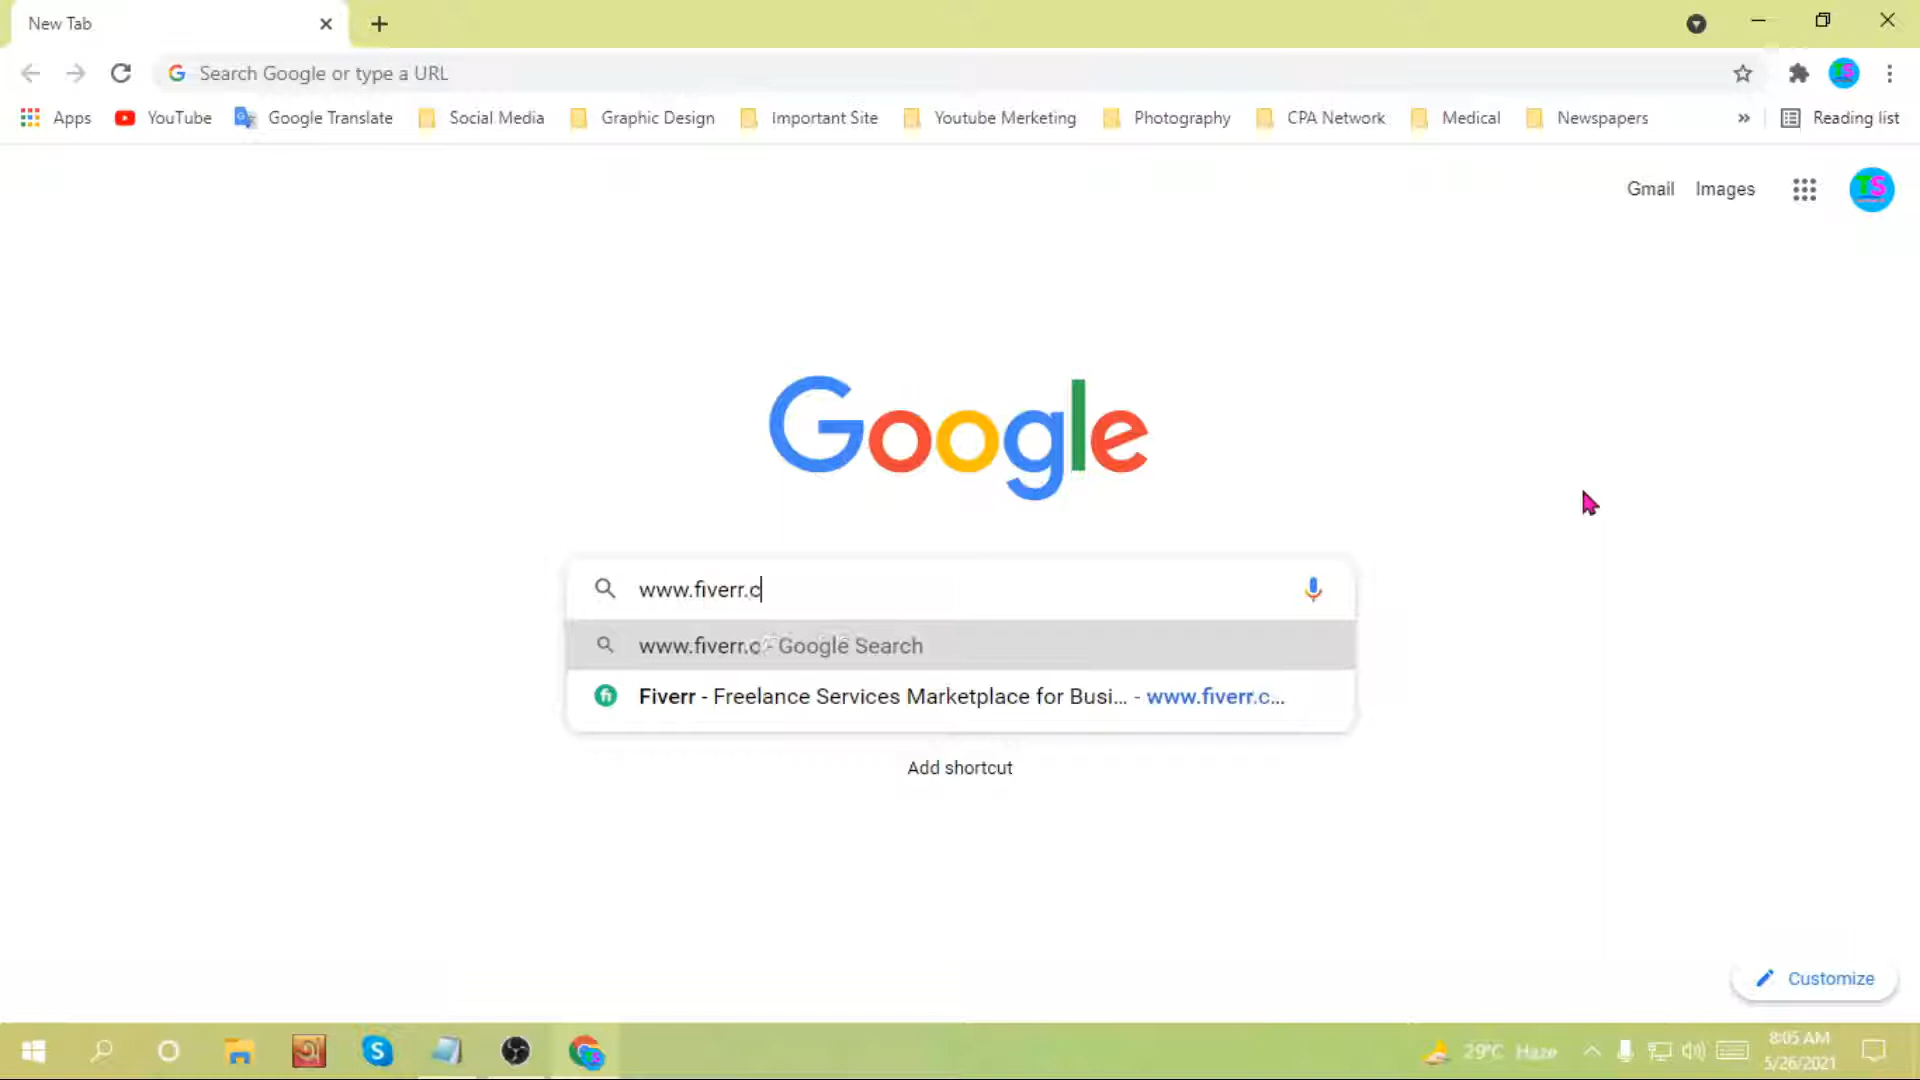 New Tab
Search Google or type a URL
Apps YouTube Google Translate Social Media Graphic Design Important Site Youtube Merketing Photography CPA Network Medical Newspapers » Reading list
Gmail Images TS
Google
www.fiverr.c
www.fiverr.c - Google Search
Fiverr - Freelance Services Marketplace for Busi... - www.fiverr.c...
Add shortcut
Customize
29°C Haze
8:05 AM
5/26/2021